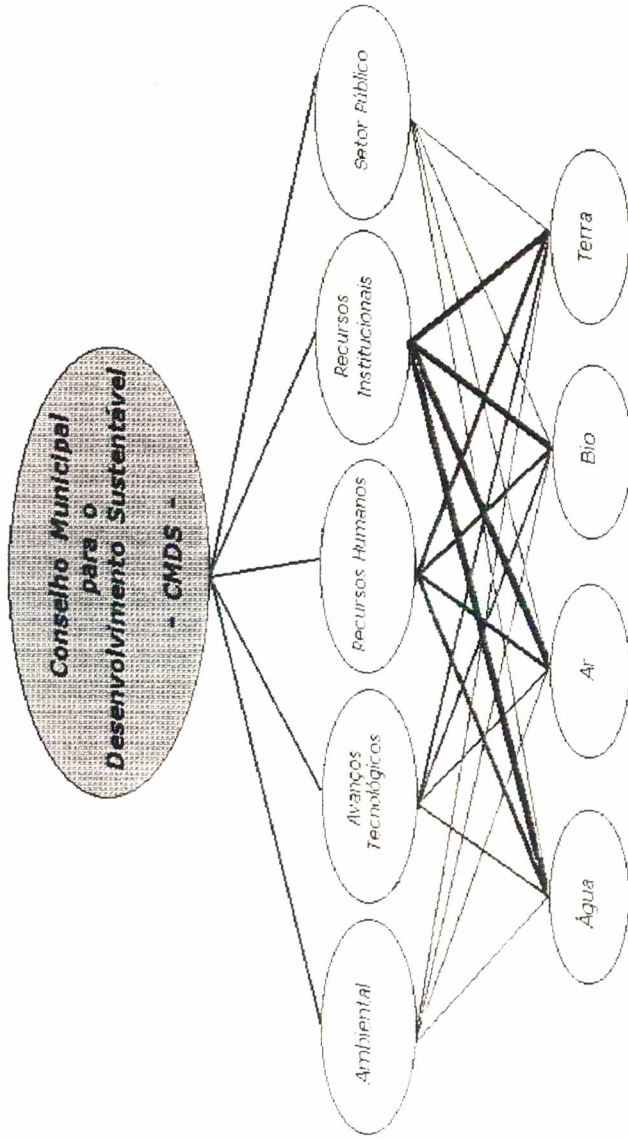 Conselho Municipal
para o
Desenvolvimento Sustentável
- CMDS -
Ambiental
Avanços
Tecnológicos
Recursos Humanos
Recursos
Institucionais
Setor Público
Água
Ar
Bio
Terra